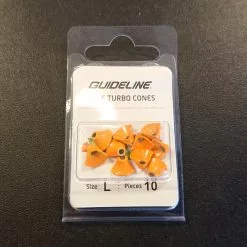 GUIDELINE
TURBO CONES
Size L Pieces 10